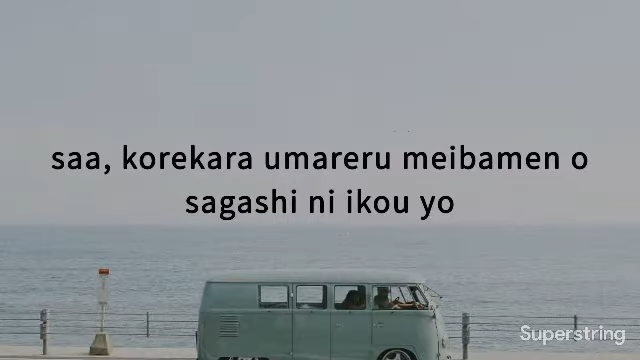 saa, korekara umareru meibamen o
sagashi ni ikou yo
Superstring